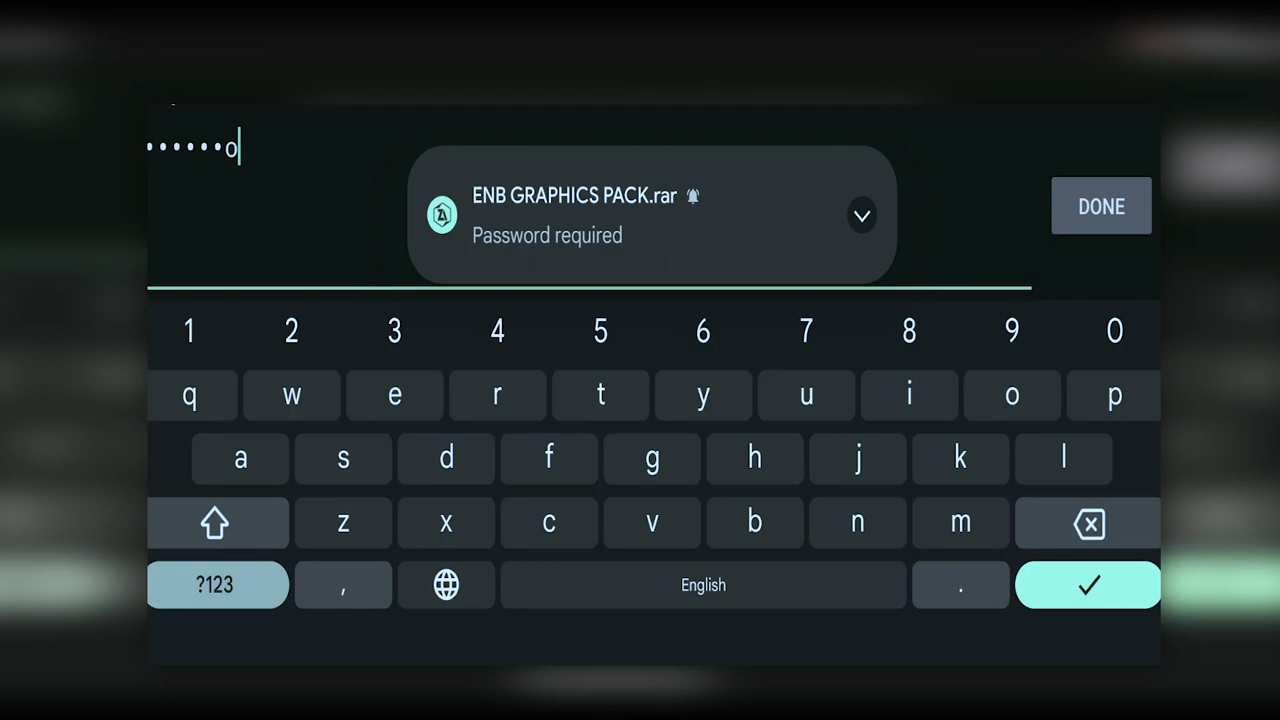 ••••••o
ENB GRAPHICS PACK.rar
Password required
DONE
1 2 3 4 5 6 7 8 9 0
q w e r t y u i o p
a s d f g h j k l
z x c v b n m
?123 , English .